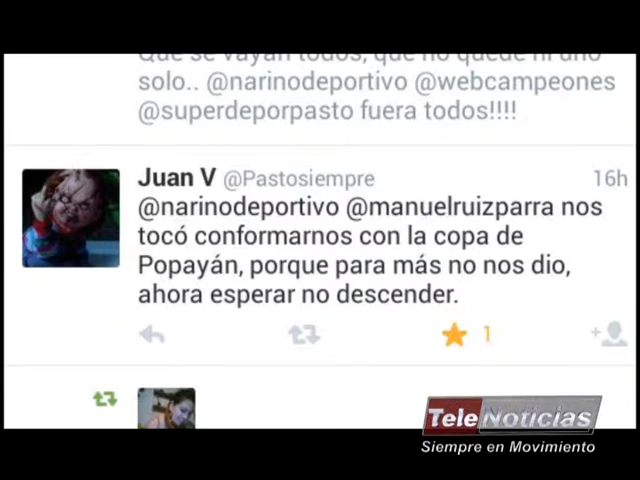 Que se vayan todos, que no quede ni uno
solo.. @narinodeportivo @webcampeones
@superdeporpasto fuera todos!!!!
Juan V @Pastosiempre 16h
@narinodeportivo @manuelruizparra nos
tocó conformarnos con la copa de
Popayán, porque para más no nos dio,
ahora esperar no descender.
1
TeleNoticias
Siempre en Movimiento